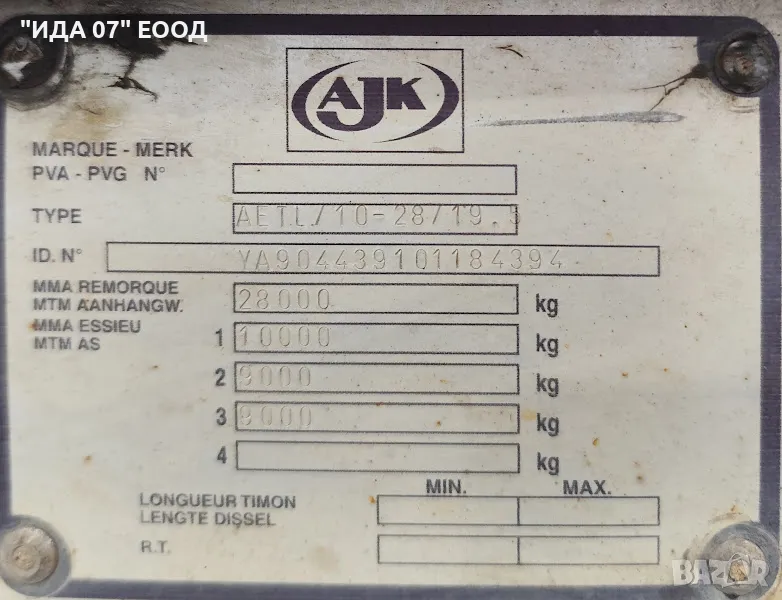 "ИДА 07" ЕООД
AJK
MARQUE - MERK
PVA - PVG N°
TYPE AETL/10-28/19.5
ID. N° YA904439101184394
MMA REMORQUE
MTM AANHANGW. 28000 kg
MMA ESSIEU
MTM AS 1 10000 kg
2 9000 kg
3 9000 kg
4 kg
MIN. MAX.
LONGUEUR TIMON
LENGTE DISSEL
R.T.
BAZAR